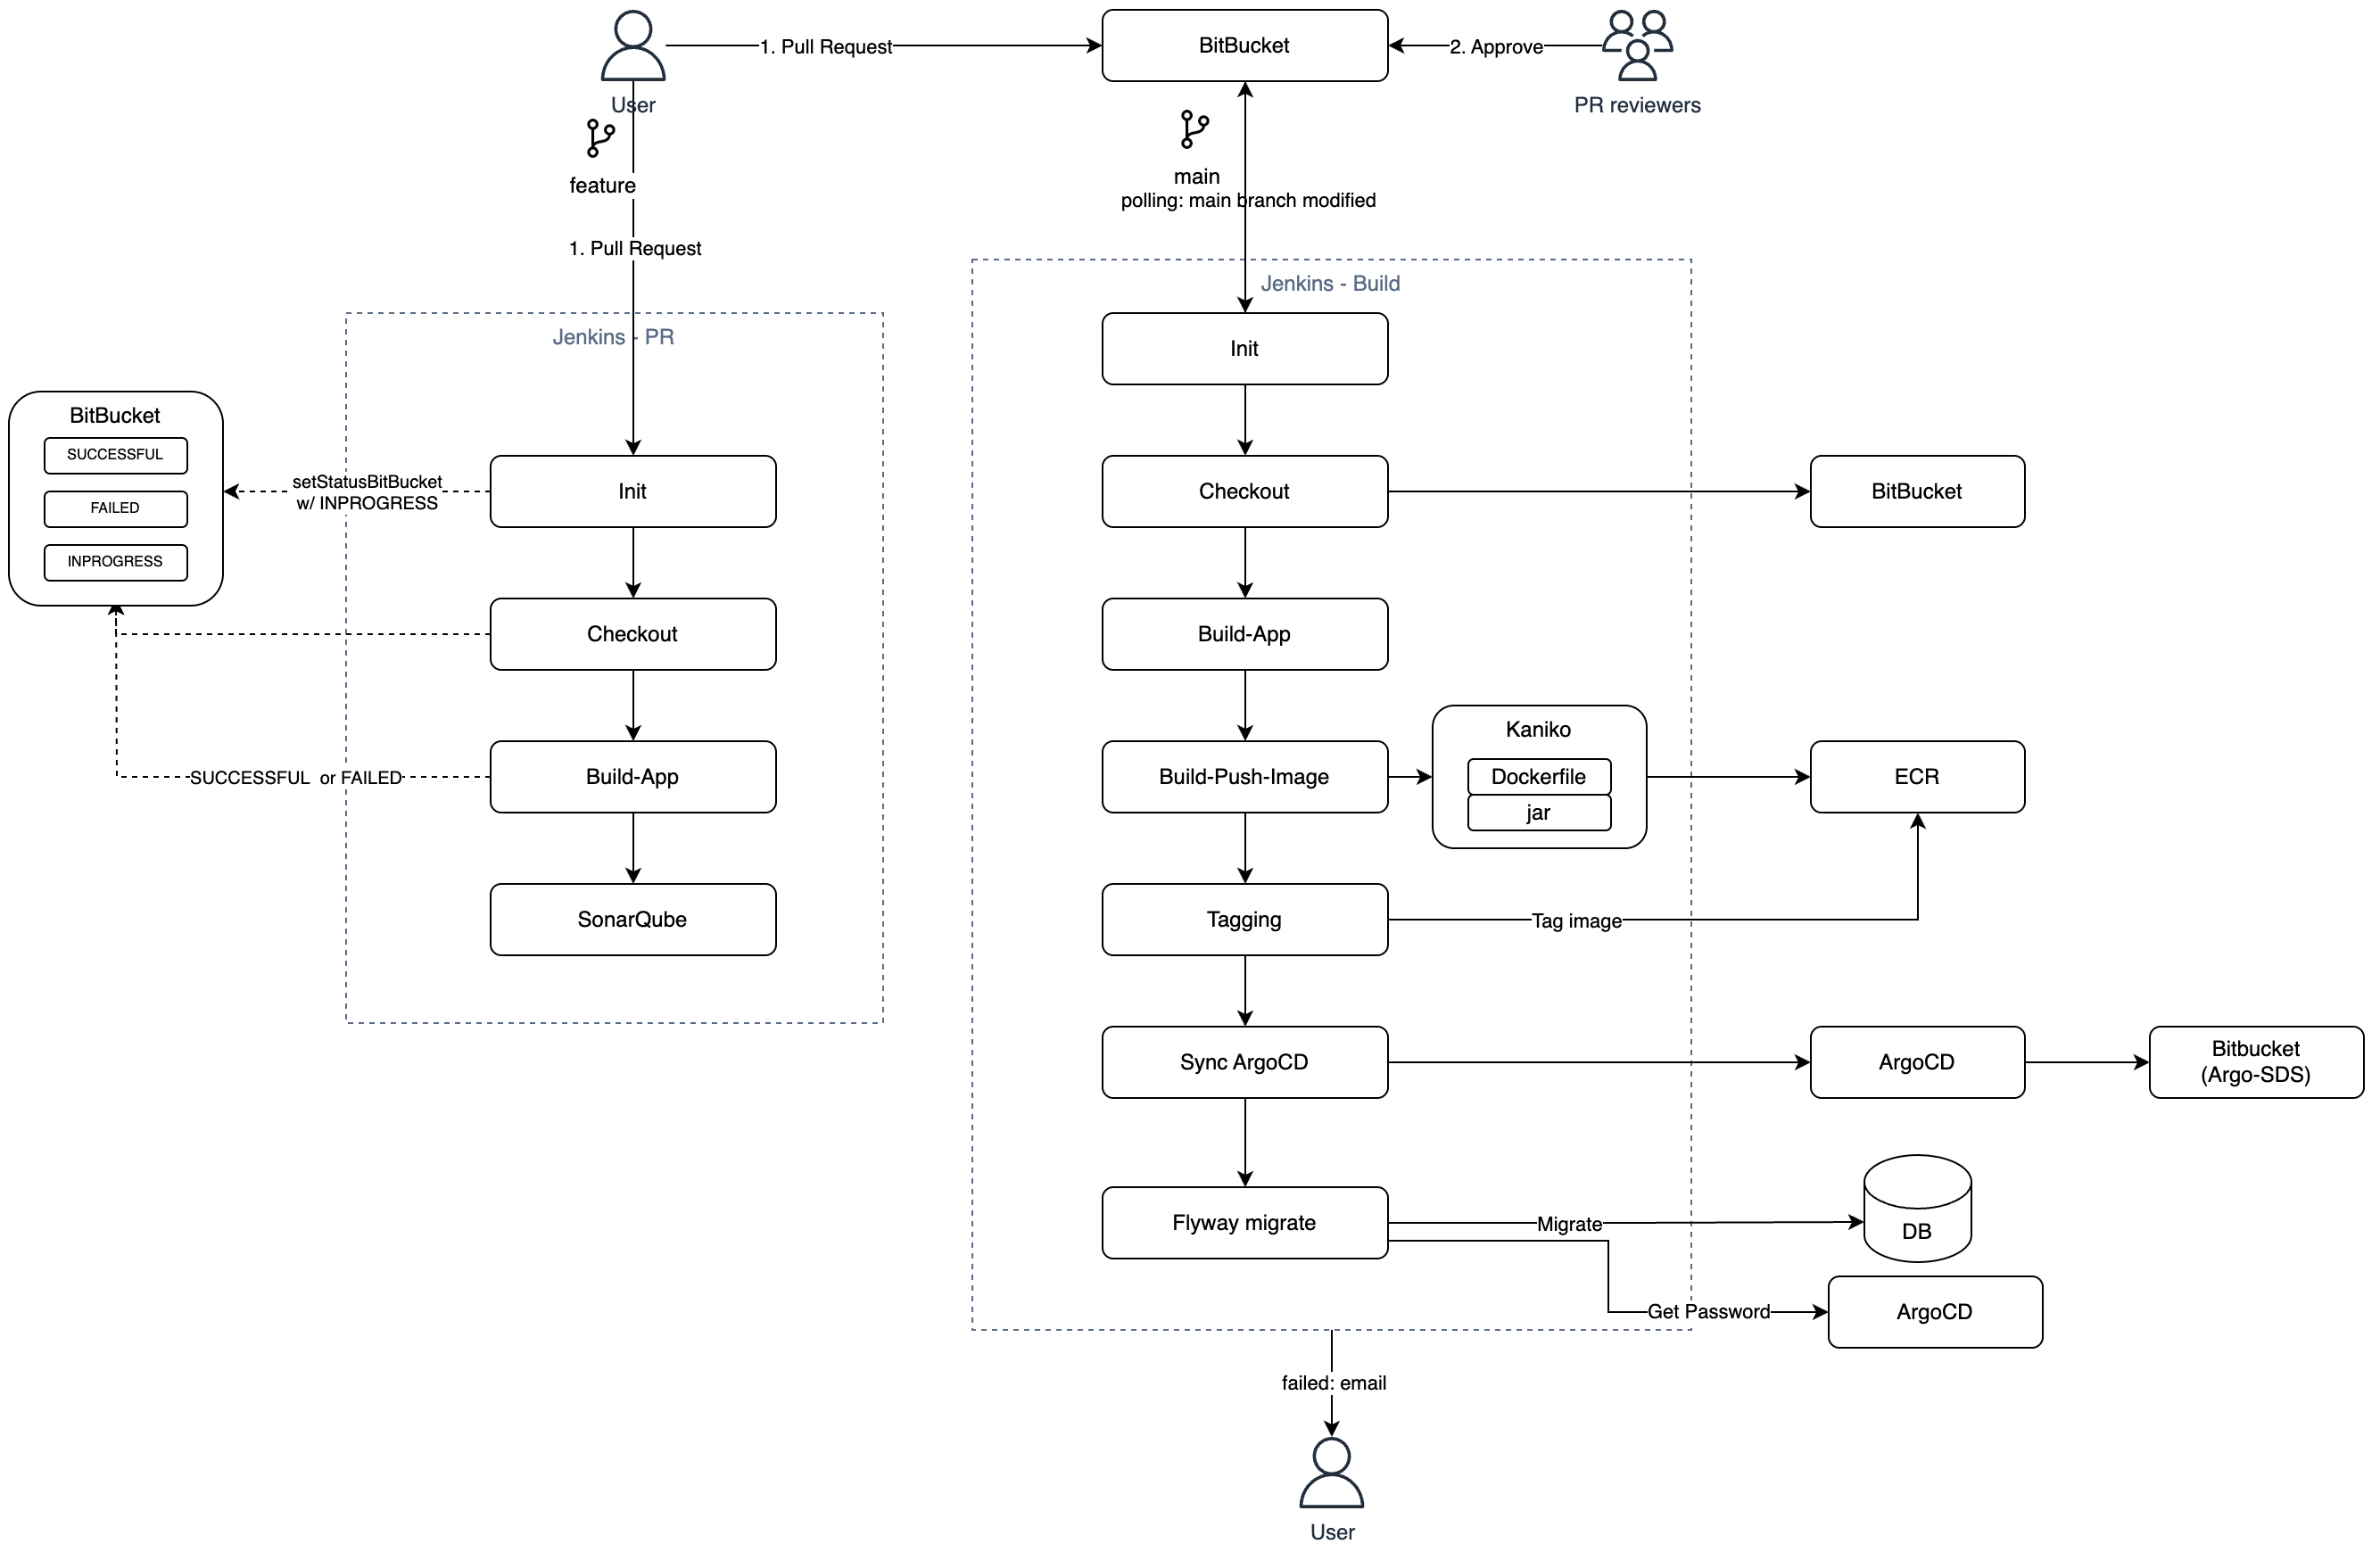 1. Pull Request
BitBucket
2. Approve
User
PR reviewers
feature
main
polling: main branch modified
1. Pull Request
Jenkins - Build
Jenkins - PR
Init
BitBucket
SUCCESSFUL
FAILED
INPROGRESS
setStatusBitBucket
w/ INPROGRESS
Init
Checkout
BitBucket
Checkout
Build-App
SUCCESSFUL or FAILED
Build-App
Build-Push-Image
Kaniko
Dockerfile
jar
ECR
SonarQube
Tagging
Tag image
Sync ArgoCD
ArgoCD
Bitbucket
(Argo-SDS)
Flyway migrate
Migrate
DB
Get Password
ArgoCD
failed: email
User